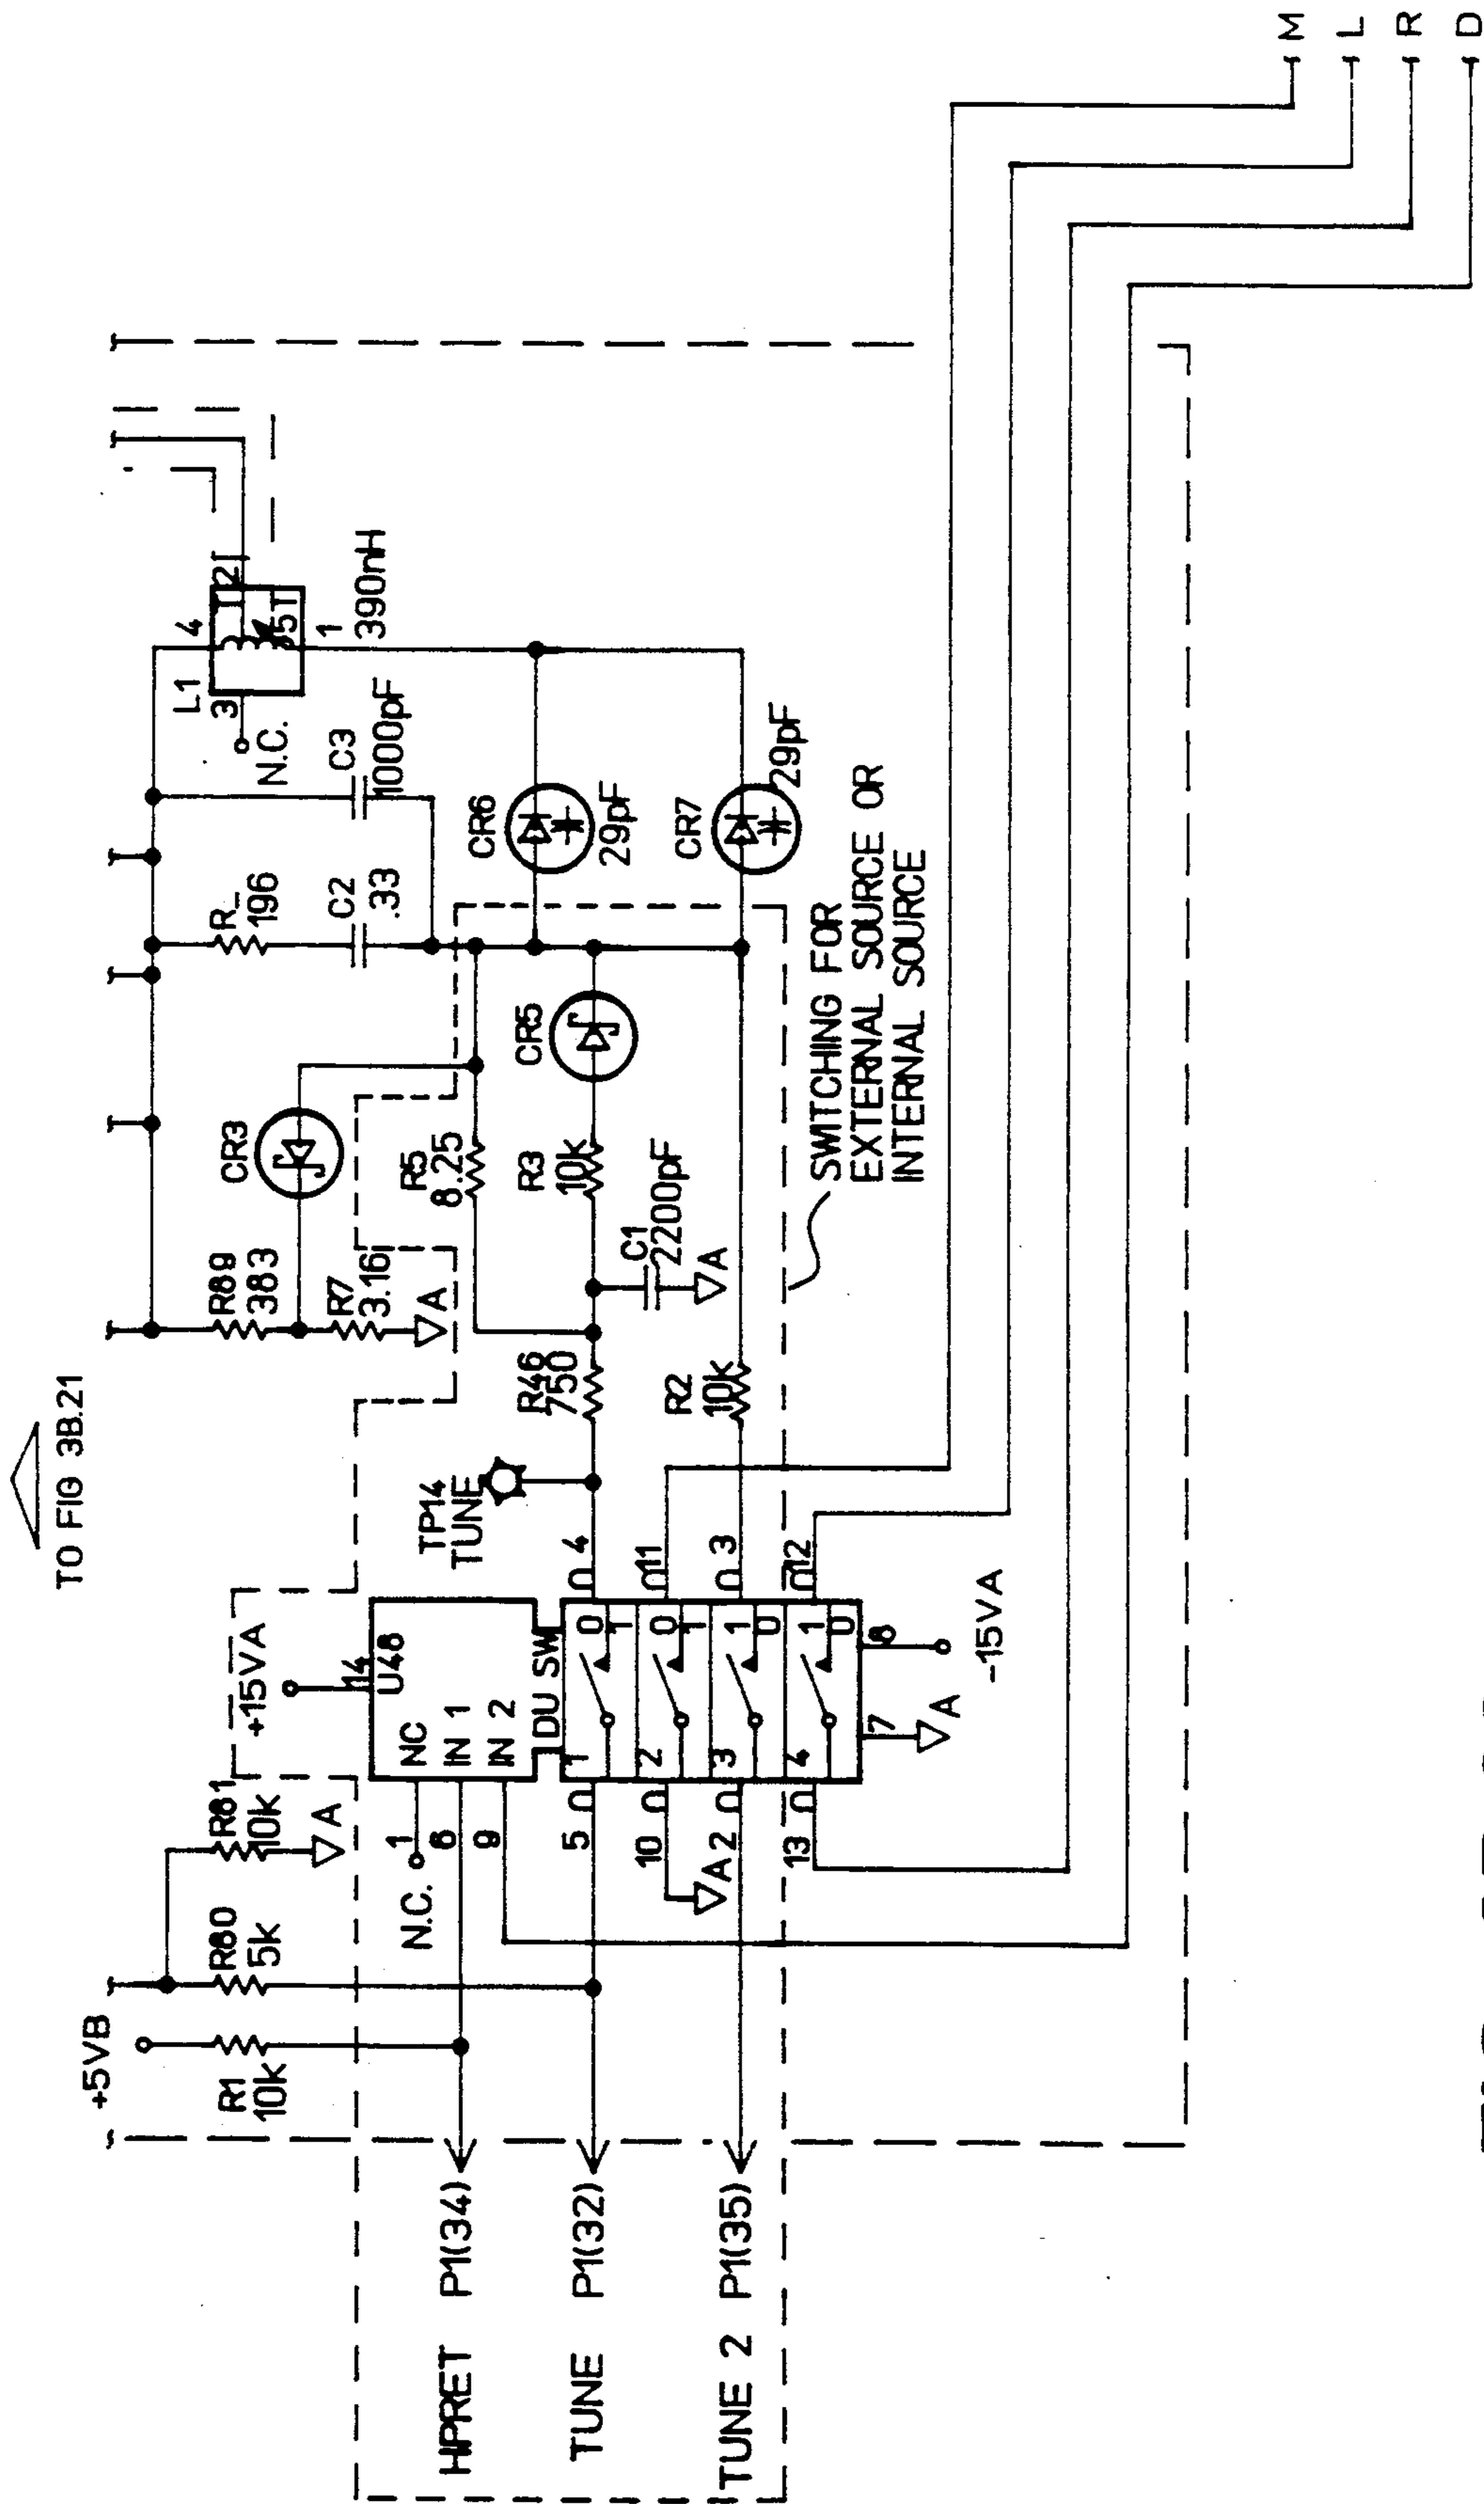 TO FIG 3B.21
+5VB
R1
10K
R80
5K
R81
10K
A
+15VA
14
U48
NC
IN 1
IN 2
DU SW
N.C.
1
6
9
5
10
2
13
A
1
2
3
4
0
1
0
1
1
0
1
0
4
11
3
12
7
A
8
-15VA
TP14
TUNE
R46
750
R2
10K
R89
383
R7
3.16
A
CR3
R5
8.25
R3
10K
C1
2200pF
A
CR5
R_
196
C2
.33
C3
1000pF
CR6
29pF
CR7
29pF
L1
4
3
N.C.
2
5T
1
390nH
SWITCHING FOR
EXTERNAL SOURCE OR
INTERNAL SOURCE
HPRET P1(34)
TUNE P1(32)
TUNE 2 P1(35)
M
L
R
D